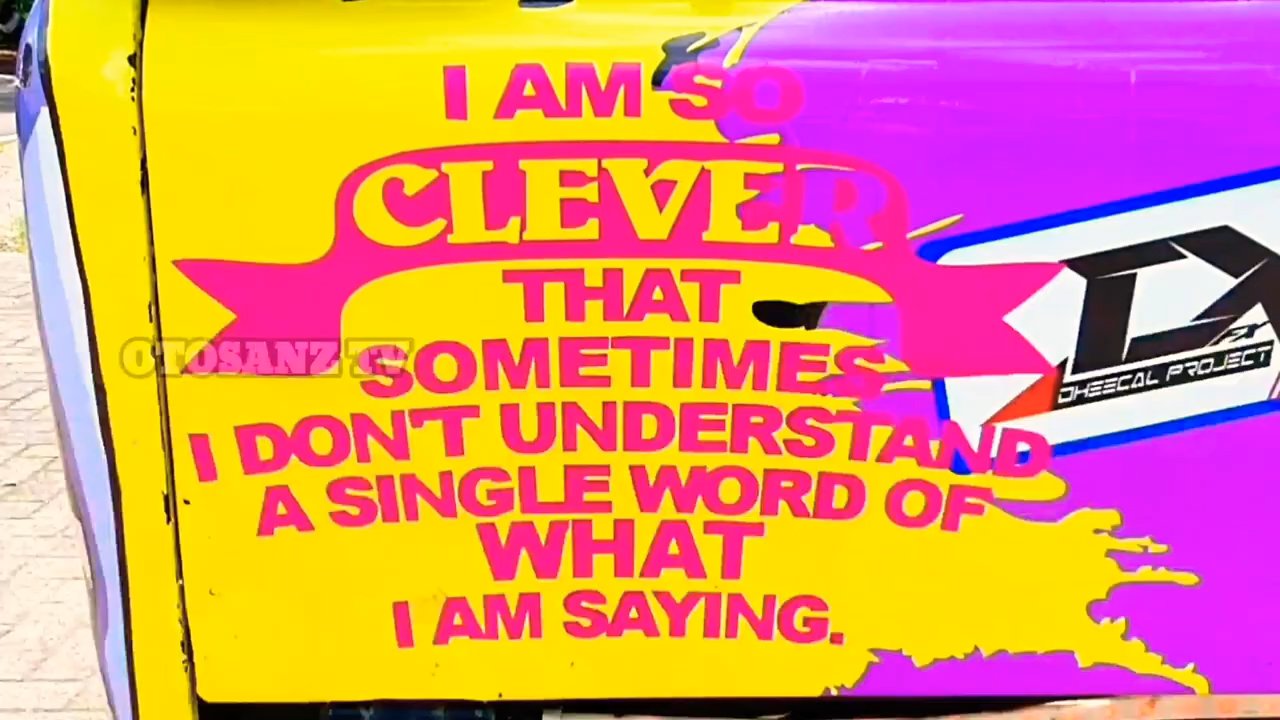 I AM SO
CLEVER
THAT
SOMETIMES
I DON'T UNDERSTAND
A SINGLE WORD OF
WHAT
I AM SAYING.
OTOSANZ TV
DHEECAL PROJECT